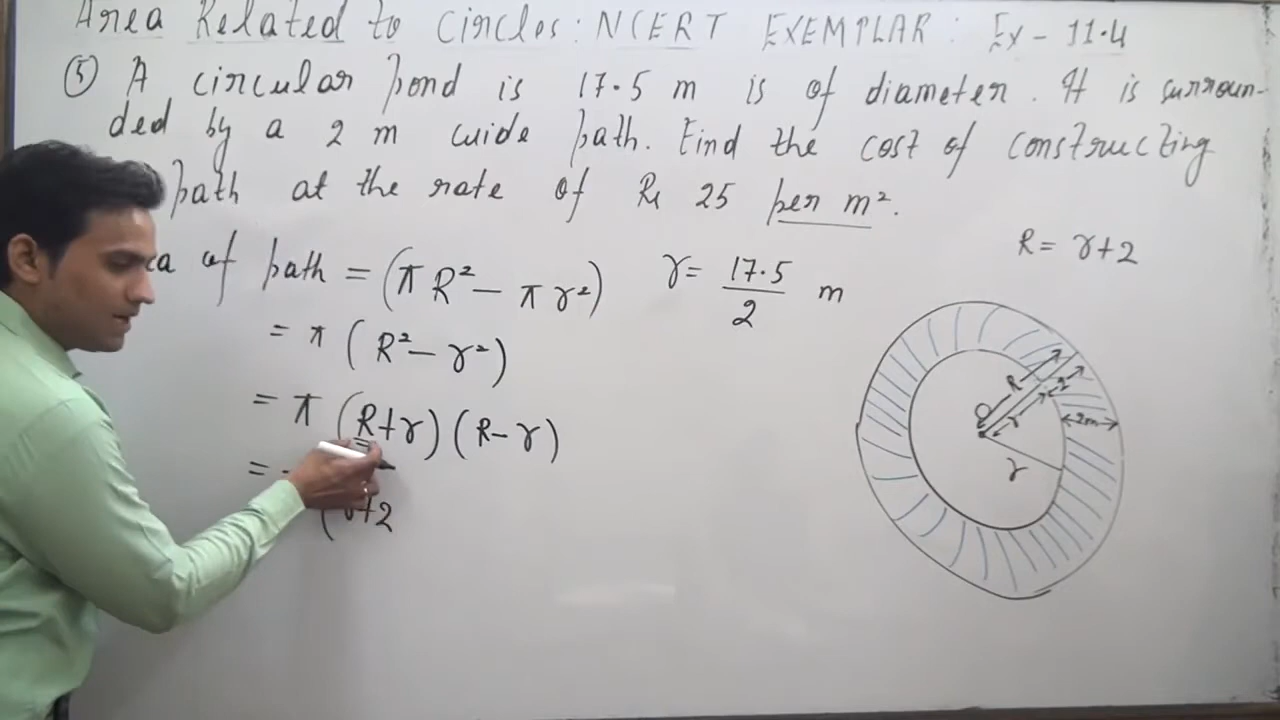 Area Related to Circles : NCERT EXEMPLAR : Ex - 11.4
⑤ A circular pond is 17.5 m is of diameter. It is surroun-
ded by a 2 m wide path. Find the cost of constructing
path at the rate of Rs 25 per m².
of path = (πR² - πr²)
r = 17.5/2 m
R = r+2
= π (R² - r²)
= π (R+r) (R-r)
=
(r+2
R
r
2
2m
r